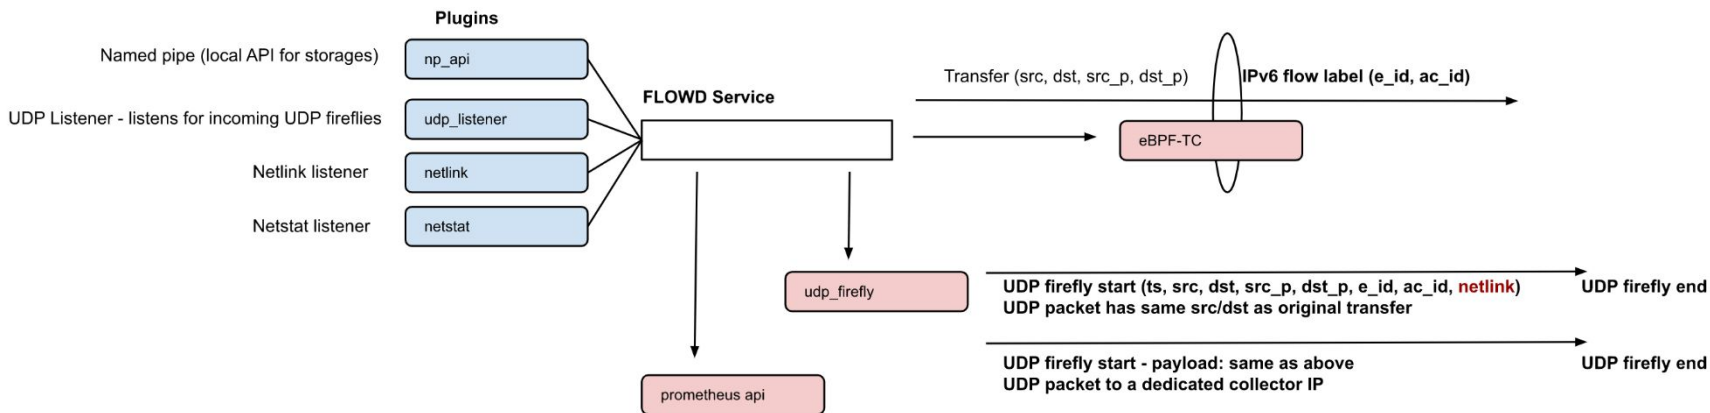 Plugins
Named pipe (local API for storages)
np_api
UDP Listener - listens for incoming UDP fireflies
udp_listener
Netlink listener
netlink
Netstat listener
netstat
FLOWD Service
Transfer (src, dst, src_p, dst_p)
IPv6 flow label (e_id, ac_id)
eBPF-TC
udp_firefly
UDP firefly start (ts, src, dst, src_p, dst_p, e_id, ac_id, netlink)
UDP packet has same src/dst as original transfer
UDP firefly end
UDP firefly start - payload: same as above
UDP packet to a dedicated collector IP
UDP firefly end
prometheus api